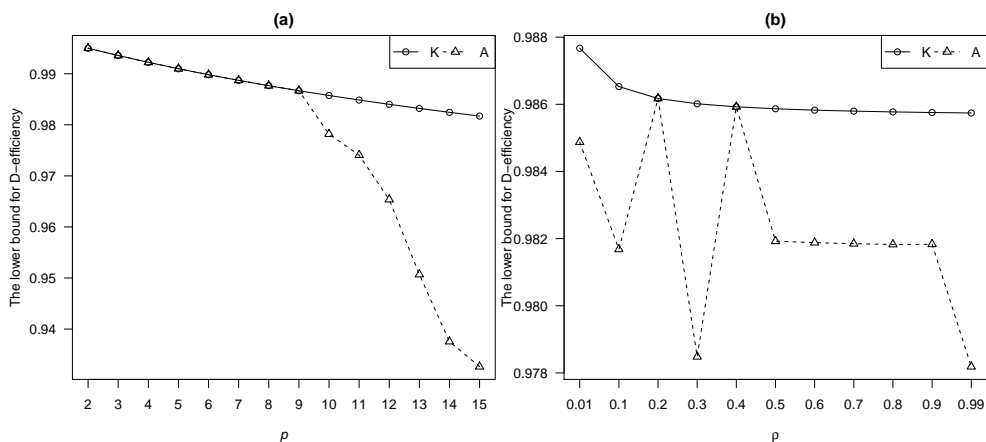 (a)
The lower bound for D−efficiency
0.99
0.98
0.97
0.96
0.95
0.94
K A
2 3 4 5 6 7 8 9 10 11 12 13 14 15
p
(b)
The lower bound for D−efficiency
0.988
0.986
0.984
0.982
0.980
0.978
K A
0.01 0.1 0.2 0.3 0.4 0.5 0.6 0.7 0.8 0.9 0.99
ρ